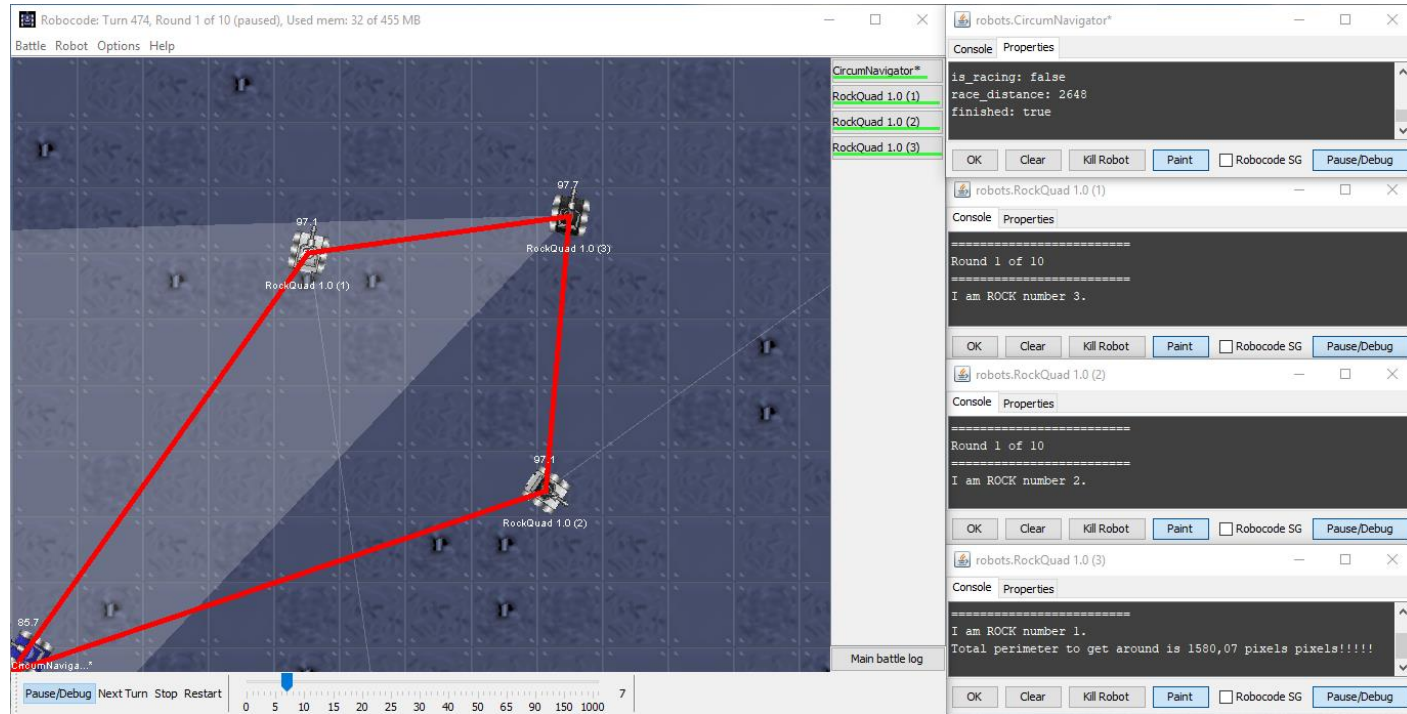 Robocode: Turn 474, Round 1 of 10 (paused), Used mem: 32 of 455 MB
Battle Robot Options Help
97.7
97.1
RockQuad 1.0 (3)
RockQuad 1.0 (1)
97.1
RockQuad 1.0 (2)
85.7
CircumNaviga...*
CircumNavigator*
RockQuad 1.0 (1)
RockQuad 1.0 (2)
RockQuad 1.0 (3)
Main battle log
Pause/Debug Next Turn Stop Restart
0 5 10 15 20 25 30 40 50 65 90 150 1000
7
robots.CircumNavigator*
Console Properties
is_racing: false
race_distance: 2648
finished: true
OK Clear Kill Robot Paint Robocode SG Pause/Debug
robots.RockQuad 1.0 (1)
Console Properties
=========================
Round 1 of 10
=========================
I am ROCK number 3.
OK Clear Kill Robot Paint Robocode SG Pause/Debug
robots.RockQuad 1.0 (2)
Console Properties
=========================
Round 1 of 10
=========================
I am ROCK number 2.
OK Clear Kill Robot Paint Robocode SG Pause/Debug
robots.RockQuad 1.0 (3)
Console Properties
=========================
I am ROCK number 1.
Total perimeter to get around is 1580,07 pixels pixels!!!!!
OK Clear Kill Robot Paint Robocode SG Pause/Debug